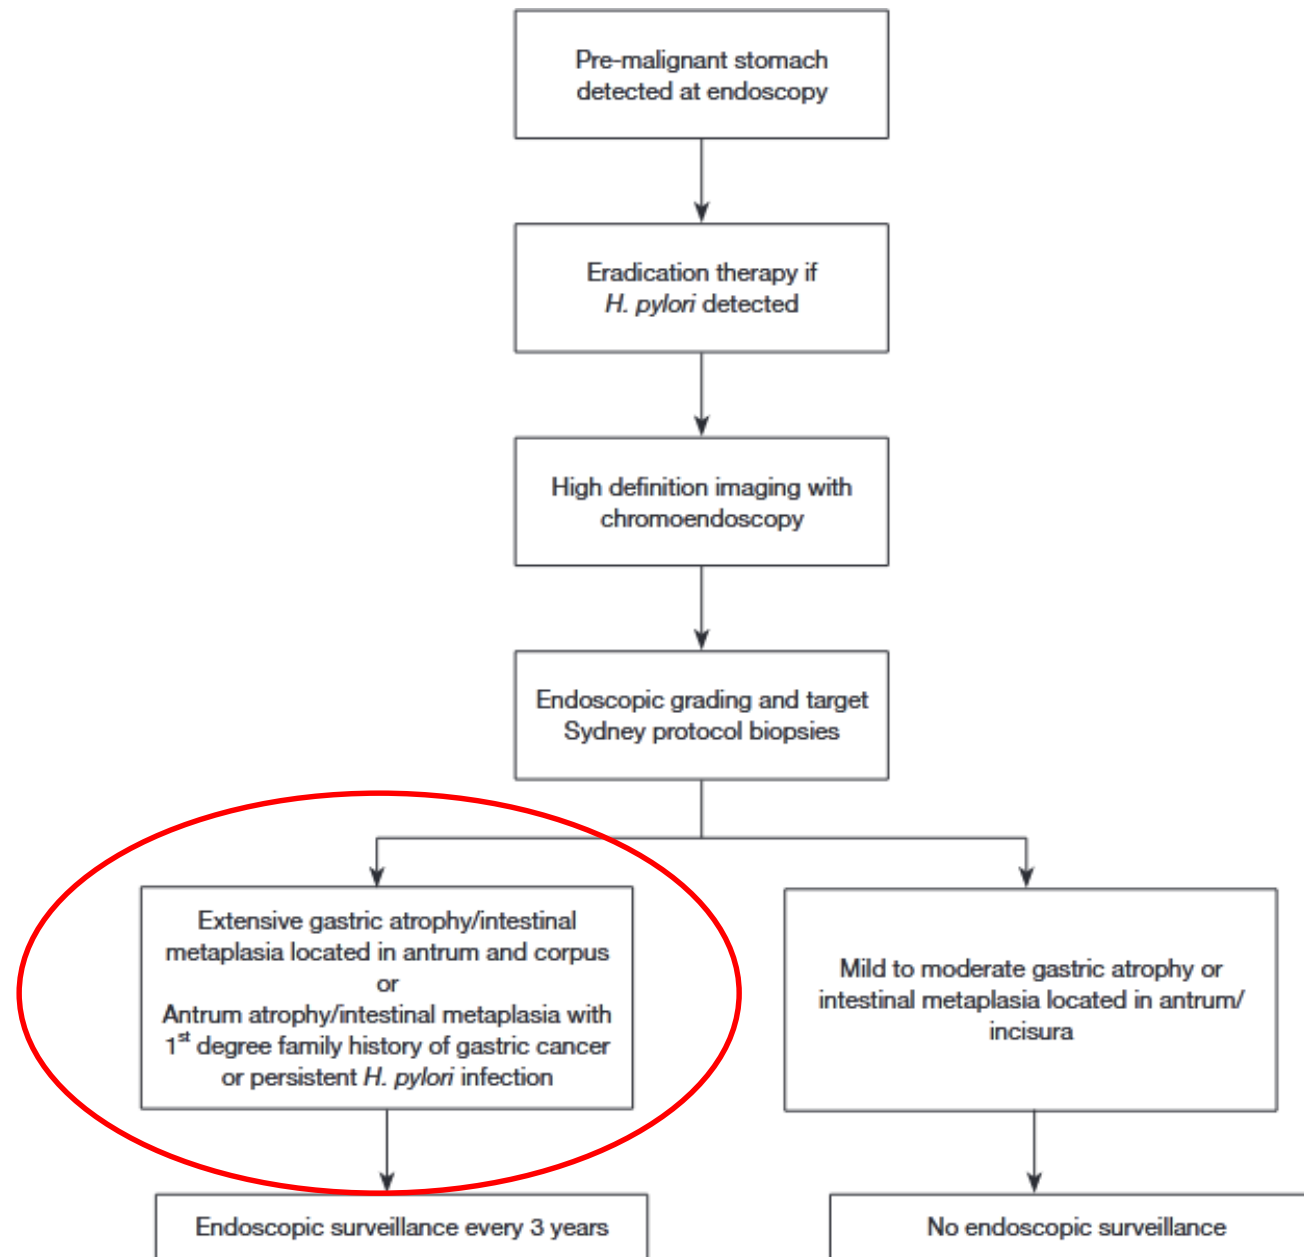 Pre-malignant stomach
detected at endoscopy
Eradication therapy if
H. pylori detected
High definition imaging with
chromoendoscopy
Endoscopic grading and target
Sydney protocol biopsies
Extensive gastric atrophy/intestinal
metaplasia located in antrum and corpus
or
Antrum atrophy/intestinal metaplasia with
1st degree family history of gastric cancer
or persistent H. pylori infection
Mild to moderate gastric atrophy or
intestinal metaplasia located in antrum/
incisura
Endoscopic surveillance every 3 years
No endoscopic surveillance